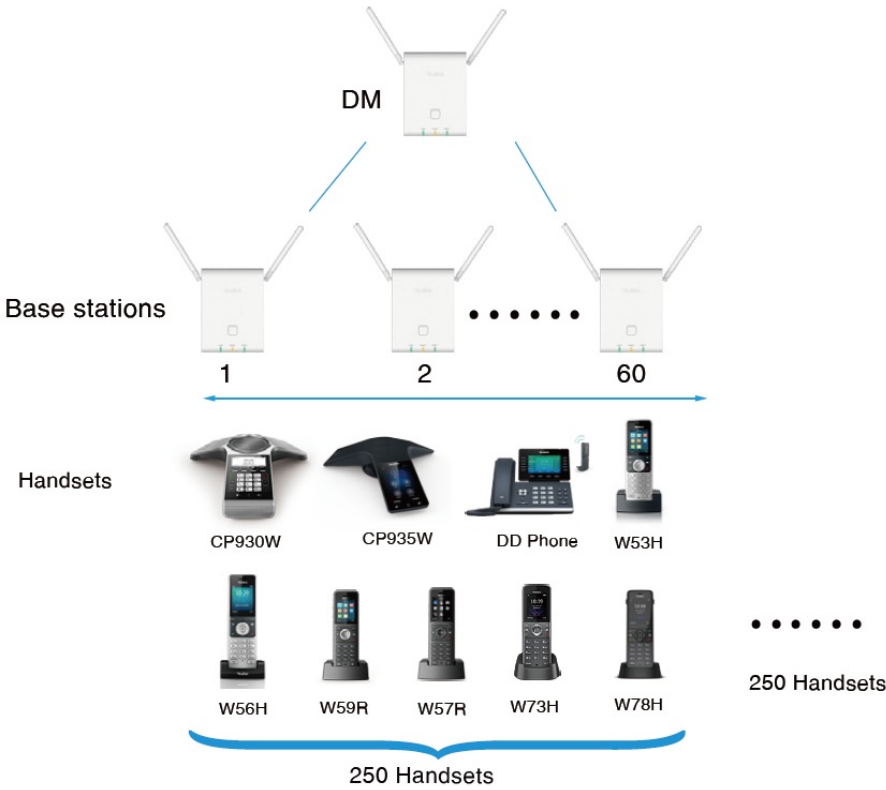 DM
Base stations
1 2 60
Handsets
CP930W CP935W DD Phone W53H
W56H W59R W57R W73H W78H
250 Handsets
250 Handsets